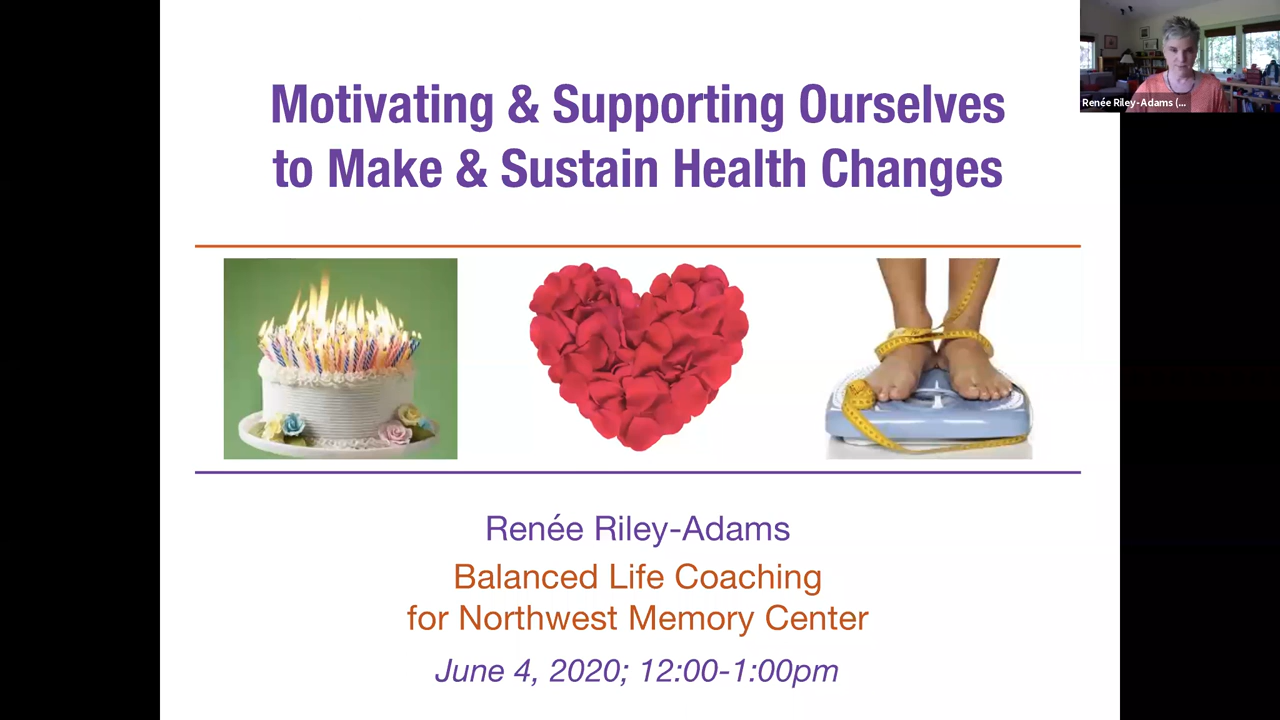 Motivating & Supporting Ourselves
to Make & Sustain Health Changes
Renée Riley-Adams (...
Renée Riley-Adams
Balanced Life Coaching
for Northwest Memory Center
June 4, 2020; 12:00-1:00pm